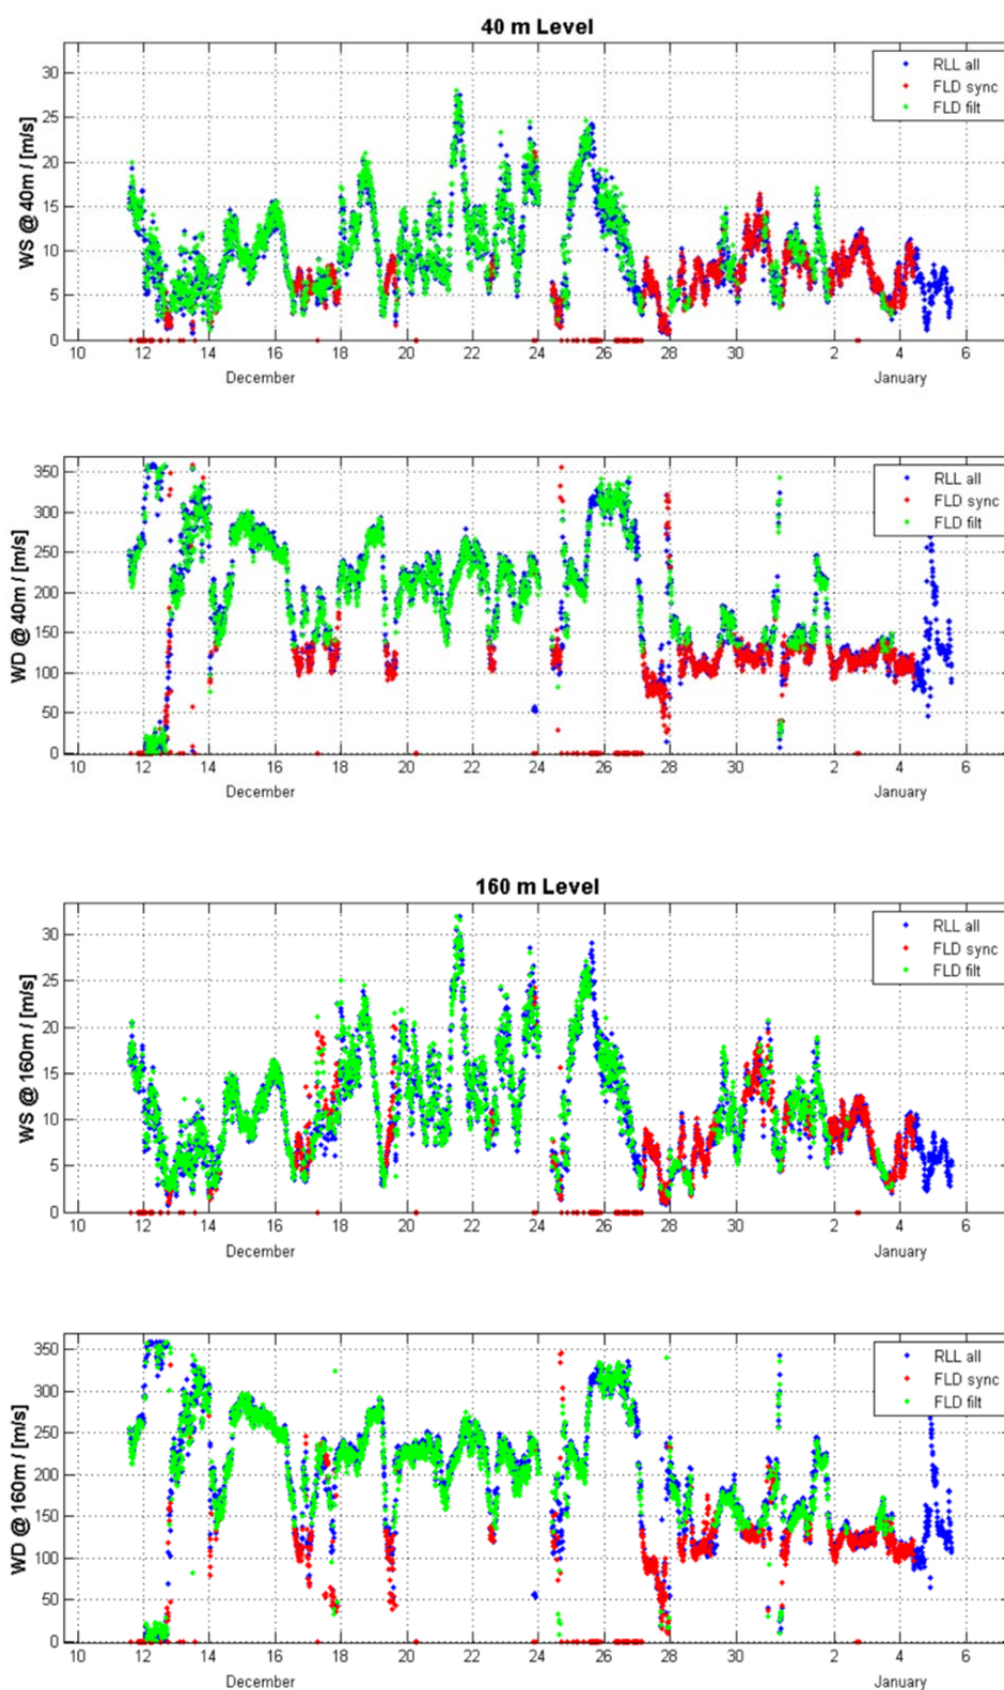 40 m Level
WS @ 40m / [m/s]
30
25
20
15
10
5
0
RLL all
FLD sync
FLD filt
10 12 14 16 18 20 22 24 26 28 30 2 4 6
December January
WD @ 40m / [m/s]
350
300
250
200
150
100
50
0
RLL all
FLD sync
FLD filt
10 12 14 16 18 20 22 24 26 28 30 2 4 6
December January
160 m Level
WS @ 160m / [m/s]
30
25
20
15
10
5
0
RLL all
FLD sync
FLD filt
10 12 14 16 18 20 22 24 26 28 30 2 4 6
December January
WD @ 160m / [m/s]
350
300
250
200
150
100
50
0
RLL all
FLD sync
FLD filt
10 12 14 16 18 20 22 24 26 28 30 2 4 6
December January